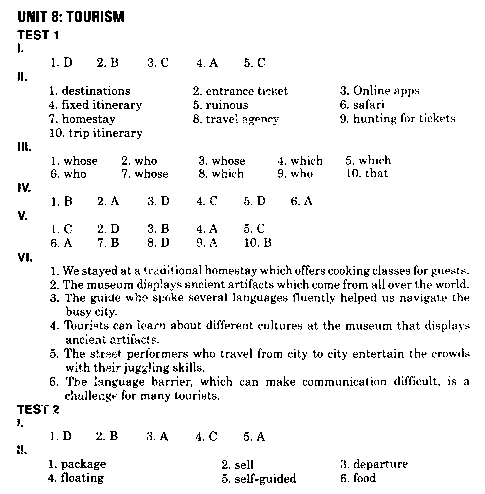 UNIT 8: TOURISM
TEST 1
I.
1. D 2. B 3. C 4. A 5. C
II.
1. destinations 2. entrance ticket 3. Online apps
4. fixed itinerary 5. ruinous 6. safari
7. homestay 8. travel agency 9. hunting for tickets
10. trip itinerary
III.
1. whose 2. who 3. whose 4. which 5. which
6. who 7. whose 8. which 9. who 10. that
IV.
1. B 2. A 3. D 4. C 5. D 6. A
V.
1. C 2. D 3. B 4. A 5. C
6. A 7. B 8. D 9. A 10. B
VI.
1. We stayed at a traditional homestay which offers cooking classes for guests.
2. The museum displays ancient artifacts which come from all over the world.
3. The guide who spoke several languages fluently helped us navigate the
busy city.
4. Tourists can learn about different cultures at the museum that displays
ancient artifacts.
5. The street performers who travel from city to city entertain the crowds
with their juggling skills.
6. The language barrier, which can make communication difficult, is a
challenge for many tourists.
TEST 2
I.
1. D 2. B 3. A 4. C 5. A
II.
1. package 2. sell 3. departure
4. floating 5. self-guided 6. food